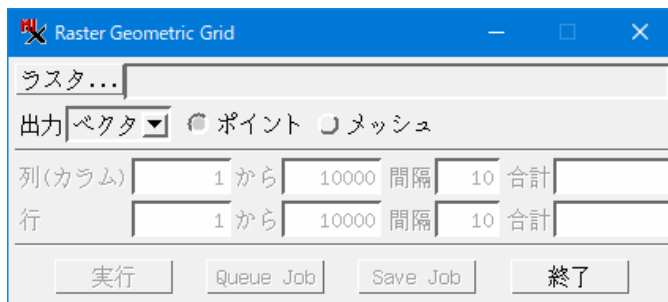 Raster Geometric Grid
ラスタ...
出力 ベクタ ポイント メッシュ
列(カラム) 1 から 10000 間隔 10 合計
行 1 から 10000 間隔 10 合計
実行 Queue Job Save Job 終了